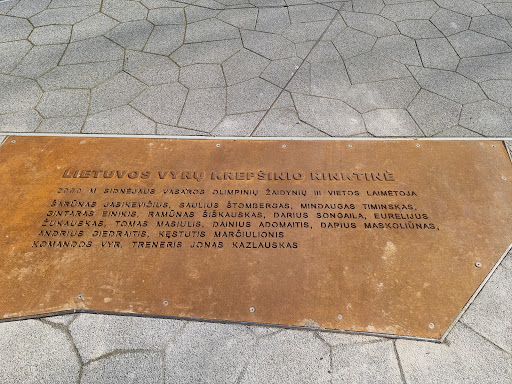 LIETUVOS VYRŲ KREPŠINIO RINKTINĖ
2000 M SIDNĖJAUS VASAROS OLIMPINIŲ ŽAIDYNIŲ III VIETOS LAIMĖTOJA
ŠARŪNAS JASIKEVIČIUS, SAULIUS ŠTOMBERGAS, MINDAUGAS TIMINSKAS,
GINTARAS EINIKIS, RAMŪNAS ŠIŠKAUSKAS, DARIUS SONGAILA, EURELIJUS
ŽUKAUSKAS, TOMAS MASIULIS, DAINIUS ADOMAITIS, DARIUS MASKOLIŪNAS,
ANDRIUS GIEDRAITIS, KĘSTUTIS MARČIULIONIS
KOMANDOS VYR. TRENERIS JONAS KAZLAUSKAS